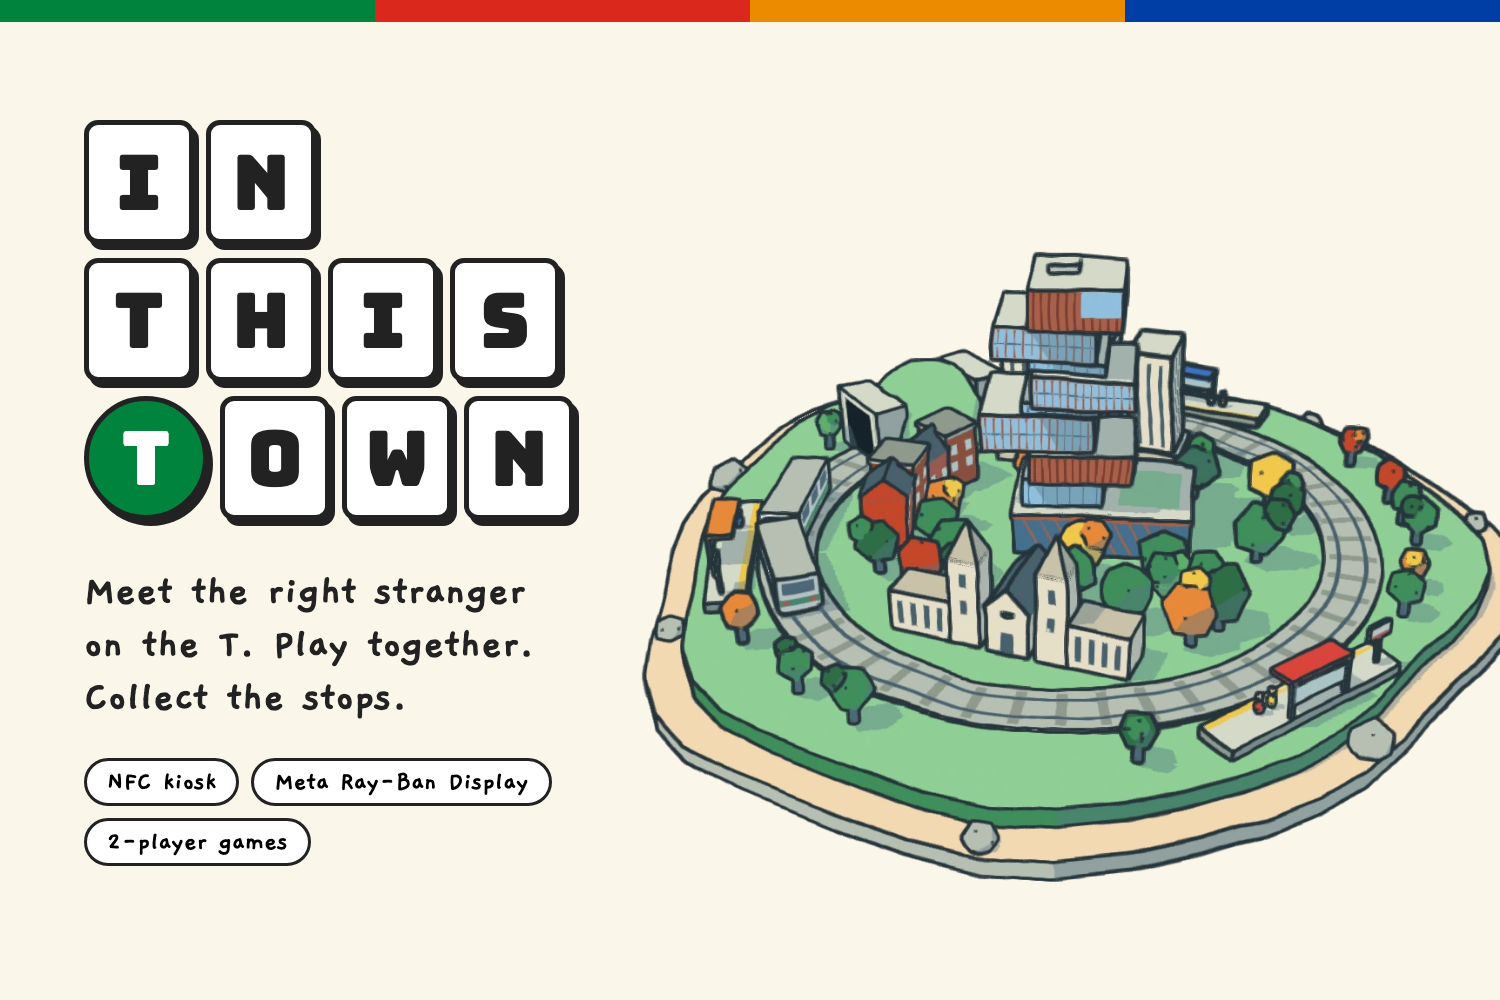 IN
THIS
TOWN
Meet the right stranger
on the T. Play together.
Collect the stops.
NFC kiosk
Meta Ray-Ban Display
2-player games